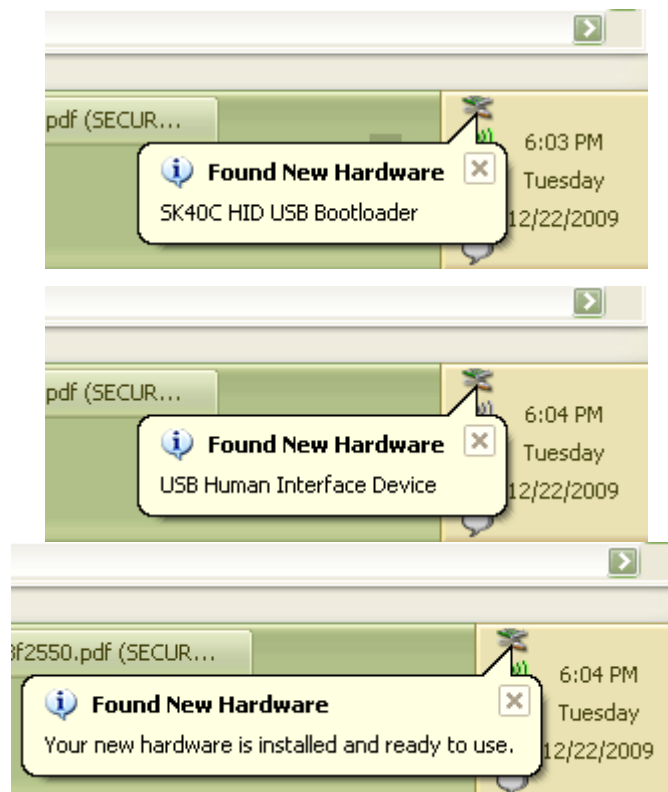 .pdf (SECUR...
Found New Hardware
6:03 PM
SK40C HID USB Bootloader
Tuesday
12/22/2009
.pdf (SECUR...
Found New Hardware
6:04 PM
USB Human Interface Device
Tuesday
12/22/2009
f2550.pdf (SECUR...
Found New Hardware
6:04 PM
Your new hardware is installed and ready to use.
Tuesday
12/22/2009